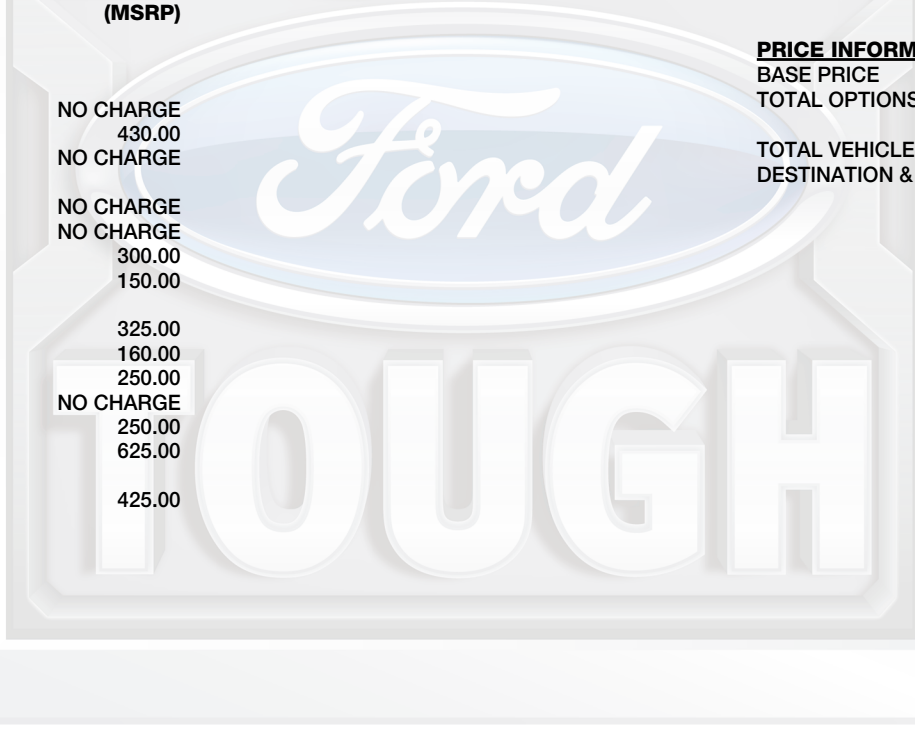 (MSRP)
NO CHARGE
430.00
NO CHARGE
NO CHARGE
NO CHARGE
300.00
150.00
325.00
160.00
250.00
NO CHARGE
250.00
625.00
425.00
PRICE INFORM
BASE PRICE
TOTAL OPTIONS
TOTAL VEHICLE
DESTINATION &
Ford
TOUGH